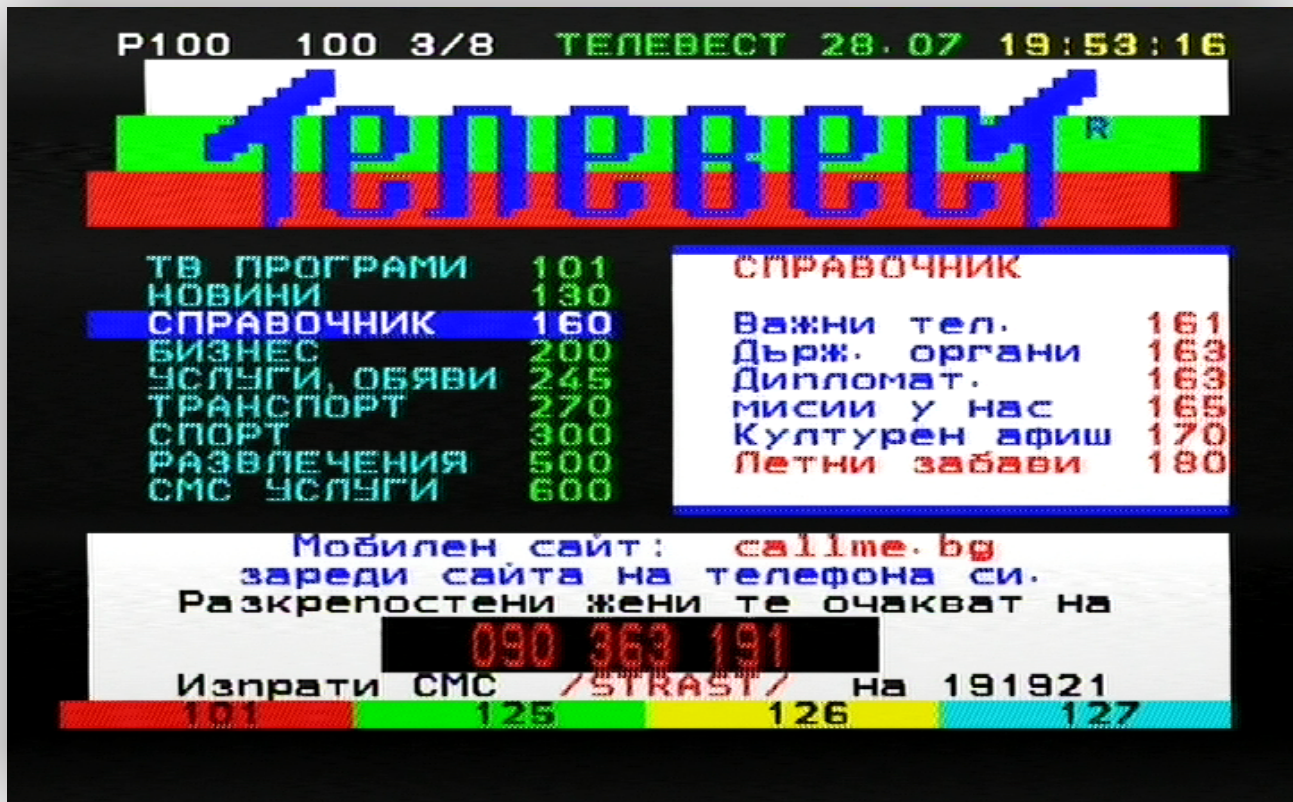 P100 100 3/8 ТЕЛЕВЕСТ 28.07 19:53:16
Телевест R
ТВ ПРОГРАМИ 101
НОВИНИ 130
СПРАВОЧНИК 160
БИЗНЕС 200
УСЛУГИ, ОБЯВИ 245
ТРАНСПОРТ 270
СПОРТ 300
РАЗВЛЕЧЕНИЯ 500
СМС УСЛУГИ 600
СПРАВОЧНИК
Важни тел. 161
Държ. органи 163
Дипломат. 163
мисии у нас 165
Културен афиш 170
Летни забави 180
Мобилен сайт: callme.bg
зареди сайта на телефона си.
Разкрепостени жени те очакват на
090 363 191
Изпрати СМС /STRAST/ на 191921
101 125 126 127